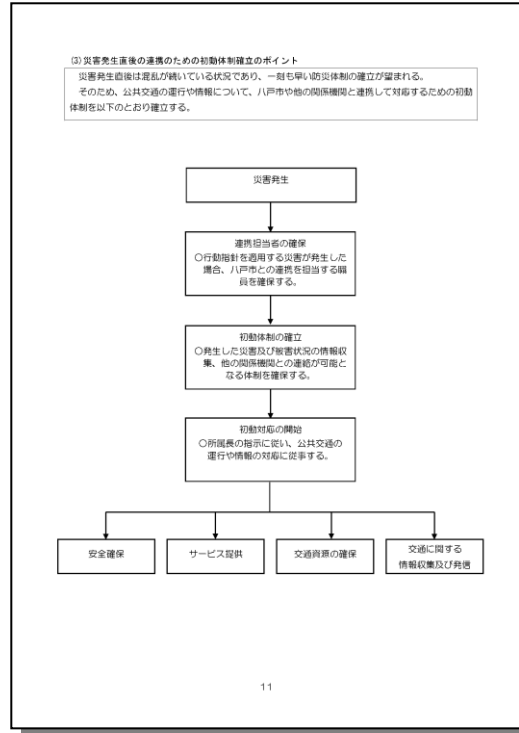 (3)災害発生直後の連携のための初動体制確立のポイント
災害発生直後は混乱が続いている状況であり、一刻も早い防災体制の確立が望まれる。
そのため、公共交通の運行や情報について、八戸市や他の関係機関と連携して対応するための初動
体制を以下のとおり確立する。
災害発生
連携担当者の確保
○行動指針を適用する災害が発生した
場合、八戸市との連携を担当する職
員を確保する。
初動体制の確立
○発生した災害及び被害状況の情報収
集、他の関係機関との連絡が可能と
なる体制を確保する。
初動対応の開始
○所属長の指示に従い、公共交通の
運行や情報の対応に従事する。
安全確保
サービス提供
交通資源の確保
交通に関する
情報収集及び発信
11